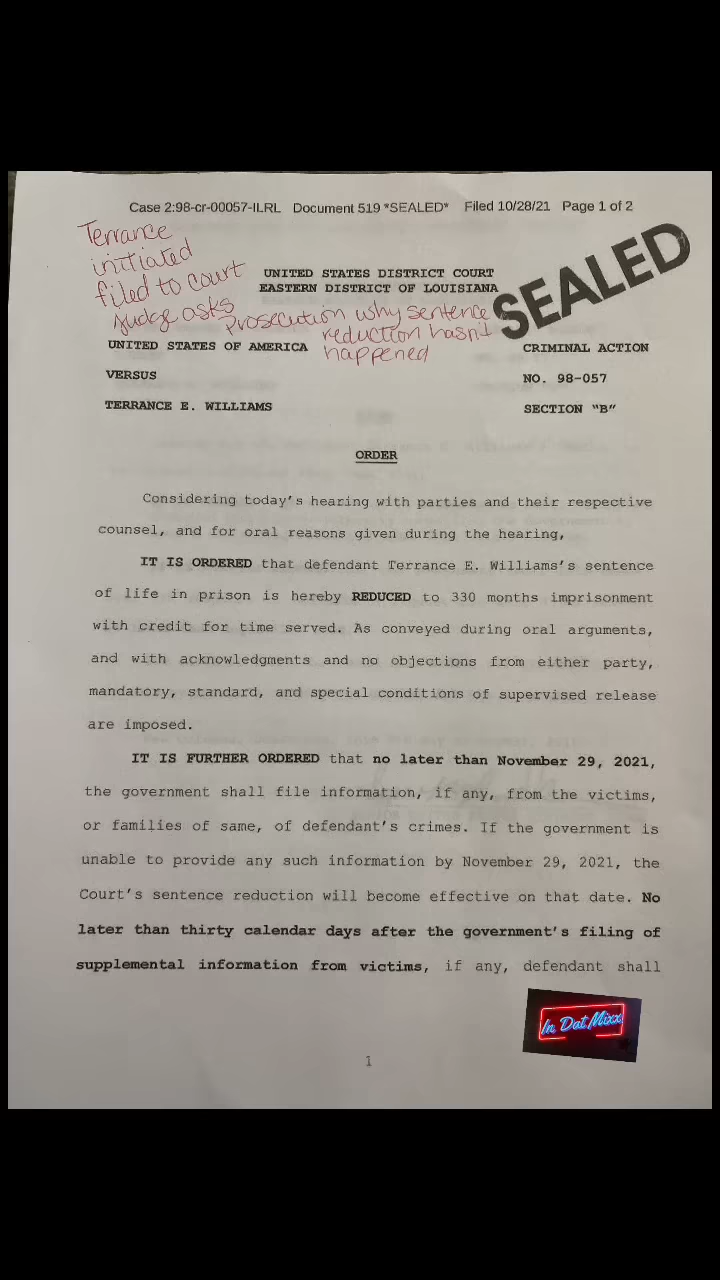 Case 2:98-cr-00057-ILRL Document 519 *SEALED* Filed 10/28/21 Page 1 of 2
Terrance
initiated
filed to court
judge asks
prosecution why sentence
reduction hasn't
happened
SEALED
UNITED STATES DISTRICT COURT
EASTERN DISTRICT OF LOUISIANA
UNITED STATES OF AMERICA
CRIMINAL ACTION
VERSUS
NO. 98-057
TERRANCE E. WILLIAMS
SECTION "B"
ORDER
Considering today's hearing with parties and their respective
counsel, and for oral reasons given during the hearing,
IT IS ORDERED that defendant Terrance E. Williams's sentence
of life in prison is hereby REDUCED to 330 months imprisonment
with credit for time served. As conveyed during oral arguments,
and with acknowledgments and no objections from either party,
mandatory, standard, and special conditions of supervised release
are imposed.
IT IS FURTHER ORDERED that no later than November 29, 2021,
the government shall file information, if any, from the victims,
or families of same, of defendant's crimes. If the government is
unable to provide any such information by November 29, 2021, the
Court's sentence reduction will become effective on that date. No
later than thirty calendar days after the government's filing of
supplemental information from victims, if any, defendant shall
In Dat Mixx
1